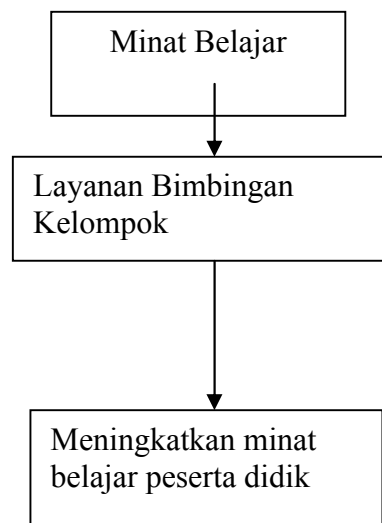 Minat Belajar
Layanan Bimbingan
Kelompok
Meningkatkan minat
belajar peserta didik